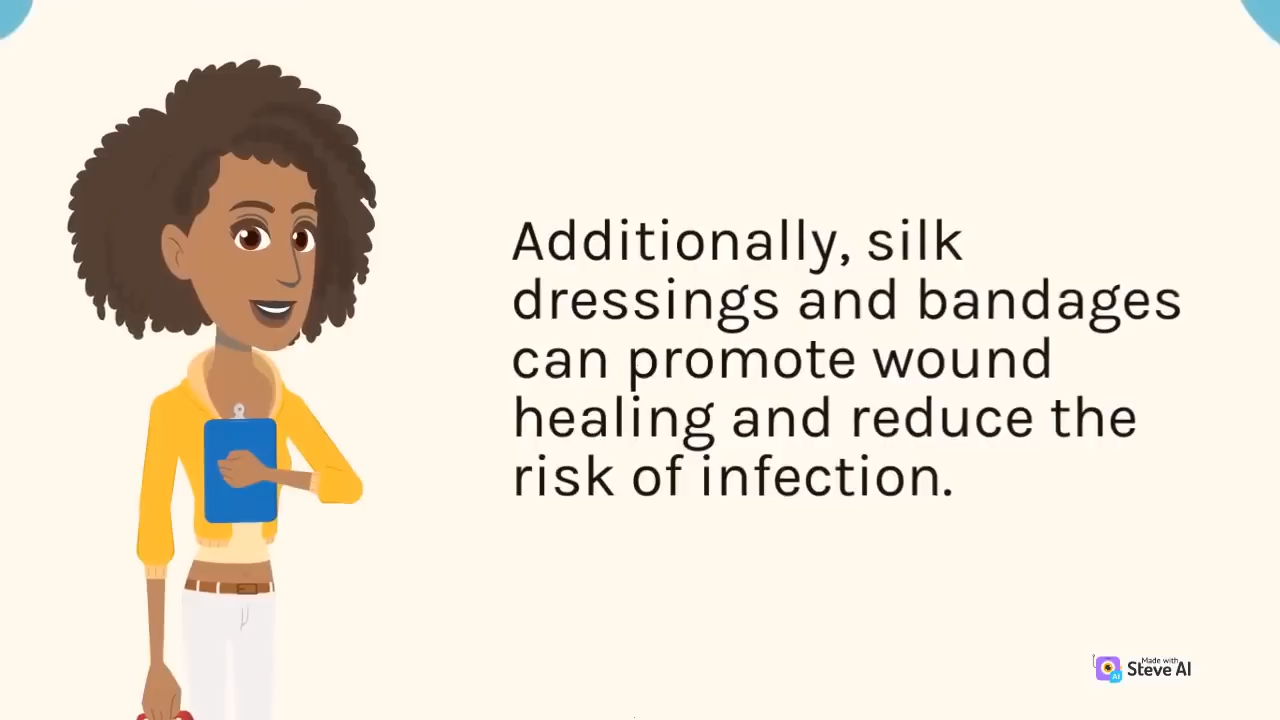 Additionally, silk
dressings and bandages
can promote wound
healing and reduce the
risk of infection.
Made with
Steve AI
AI